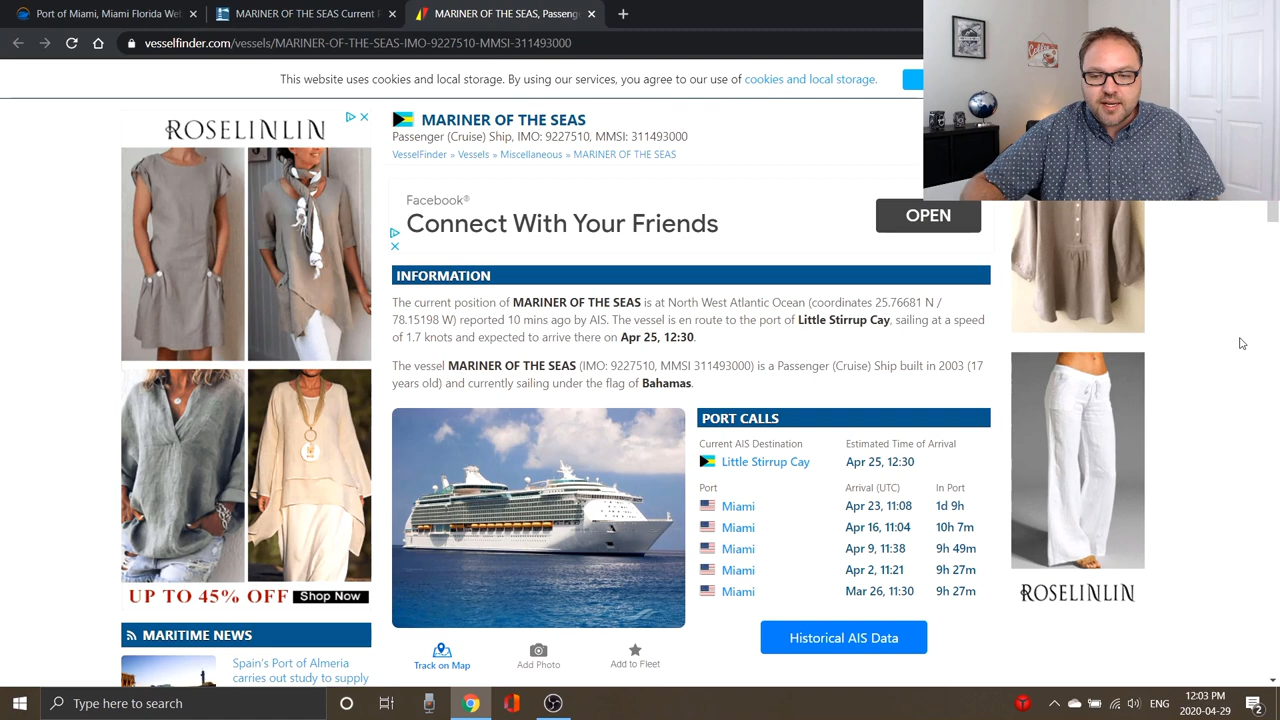 Port of Miami, Miami Florida We
MARINER OF THE SEAS Current F
MARINER OF THE SEAS, Passeng
vesselfinder.com/vessels/MARINER-OF-THE-SEAS-IMO-9227510-MMSI-311493000
This website uses cookies and local storage. By using our services, you agree to our use of cookies and local storage.
ROSELINLIN
UP TO 45% OFF Shop Now
MARITIME NEWS
Spain's Port of Almeria
carries out study to supply
MARINER OF THE SEAS
Passenger (Cruise) Ship, IMO: 9227510, MMSI: 311493000
VesselFinder » Vessels » Miscellaneous » MARINER OF THE SEAS
Facebook®
Connect With Your Friends
OPEN
INFORMATION
The current position of MARINER OF THE SEAS is at North West Atlantic Ocean (coordinates 25.76681 N /
78.15198 W) reported 10 mins ago by AIS. The vessel is en route to the port of Little Stirrup Cay, sailing at a speed
of 1.7 knots and expected to arrive there on Apr 25, 12:30.
The vessel MARINER OF THE SEAS (IMO: 9227510, MMSI 311493000) is a Passenger (Cruise) Ship built in 2003 (17
years old) and currently sailing under the flag of Bahamas.
Track on Map
Add Photo
Add to Fleet
PORT CALLS
Current AIS Destination Estimated Time of Arrival
Little Stirrup Cay Apr 25, 12:30
Port Arrival (UTC) In Port
Miami Apr 23, 11:08 1d 9h
Miami Apr 16, 11:04 10h 7m
Miami Apr 9, 11:38 9h 49m
Miami Apr 2, 11:21 9h 27m
Miami Mar 26, 11:30 9h 27m
Historical AIS Data
ROSELINLIN
Type here to search
ENG
12:03 PM
2020-04-29
2